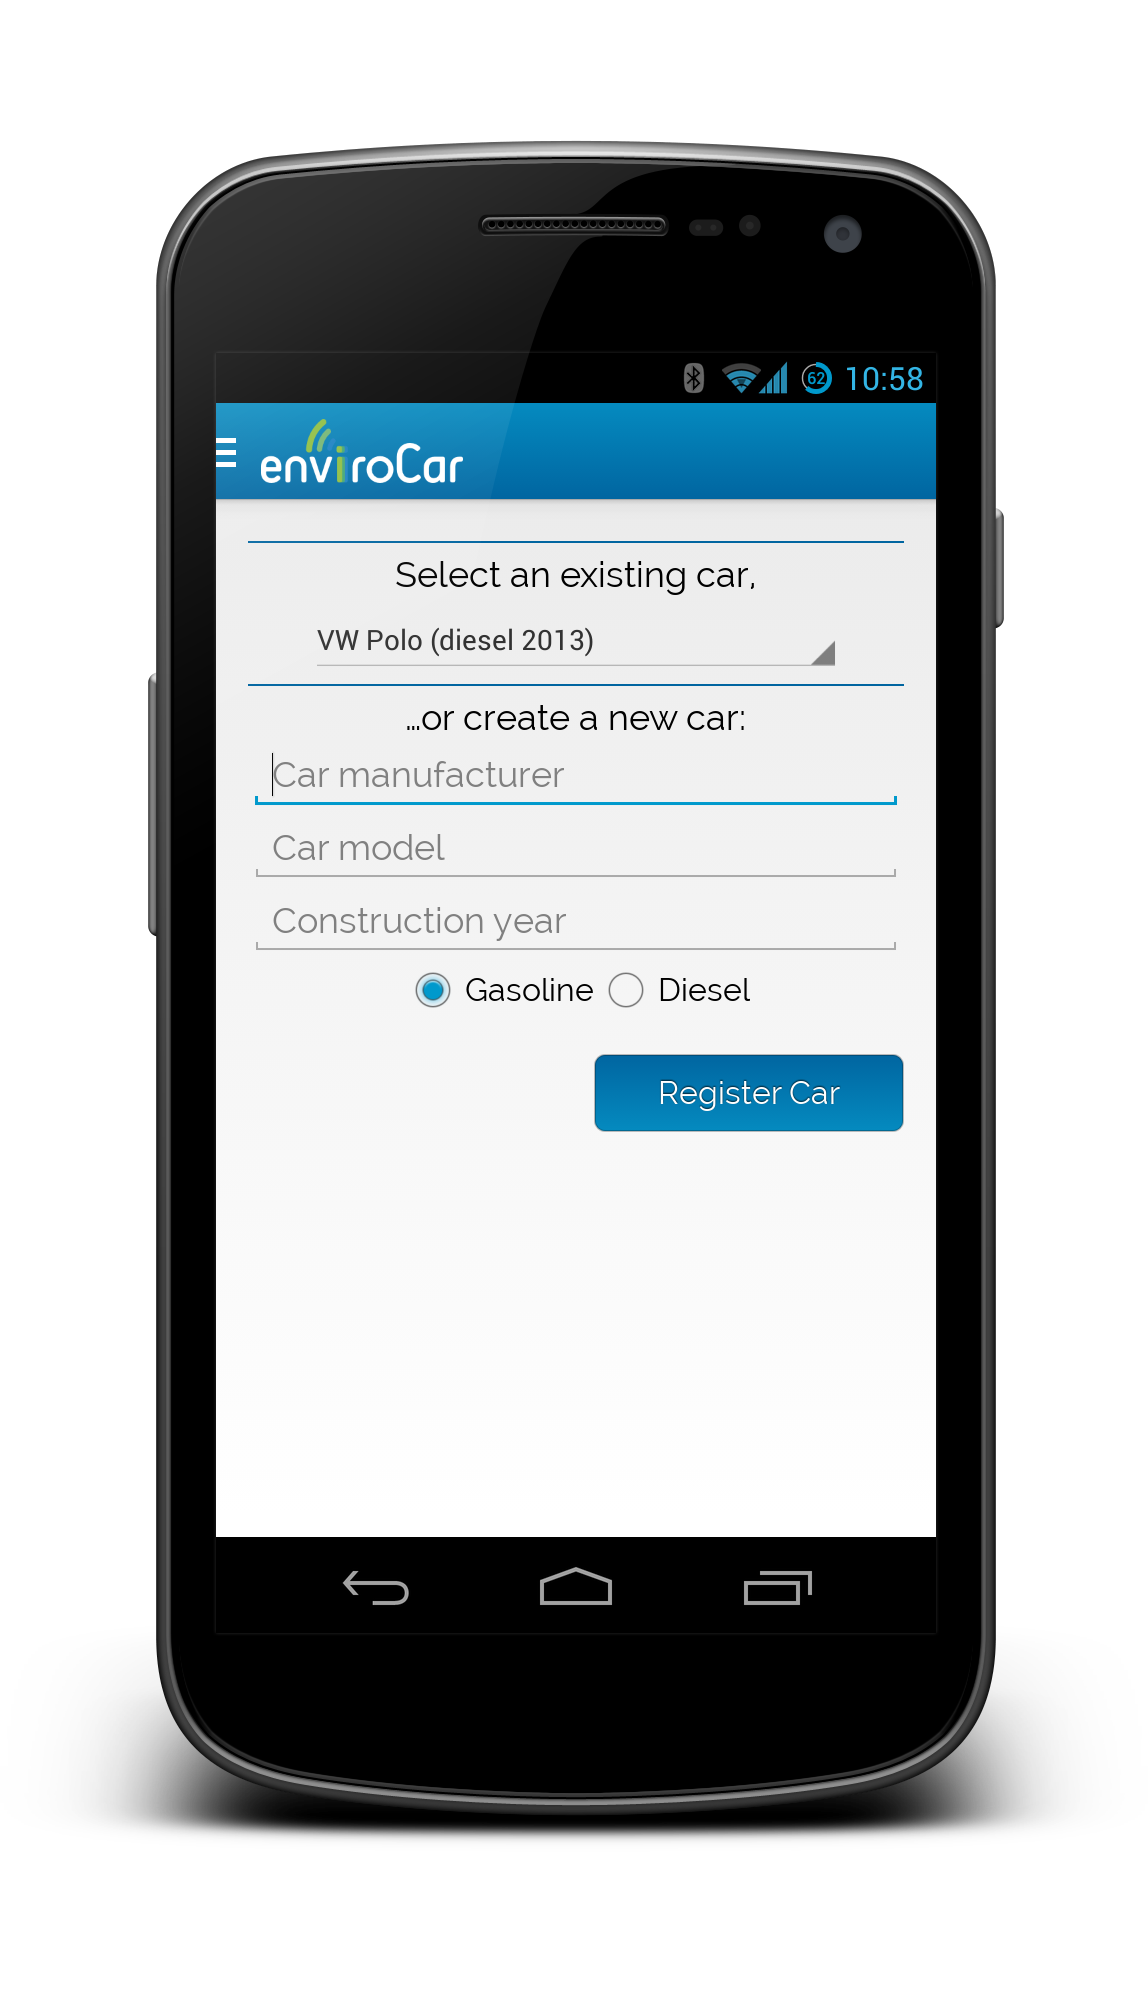 62 10:58
enviroCar
Select an existing car,
VW Polo (diesel 2013)
...or create a new car:
Car manufacturer
Car model
Construction year
Gasoline Diesel
Register Car